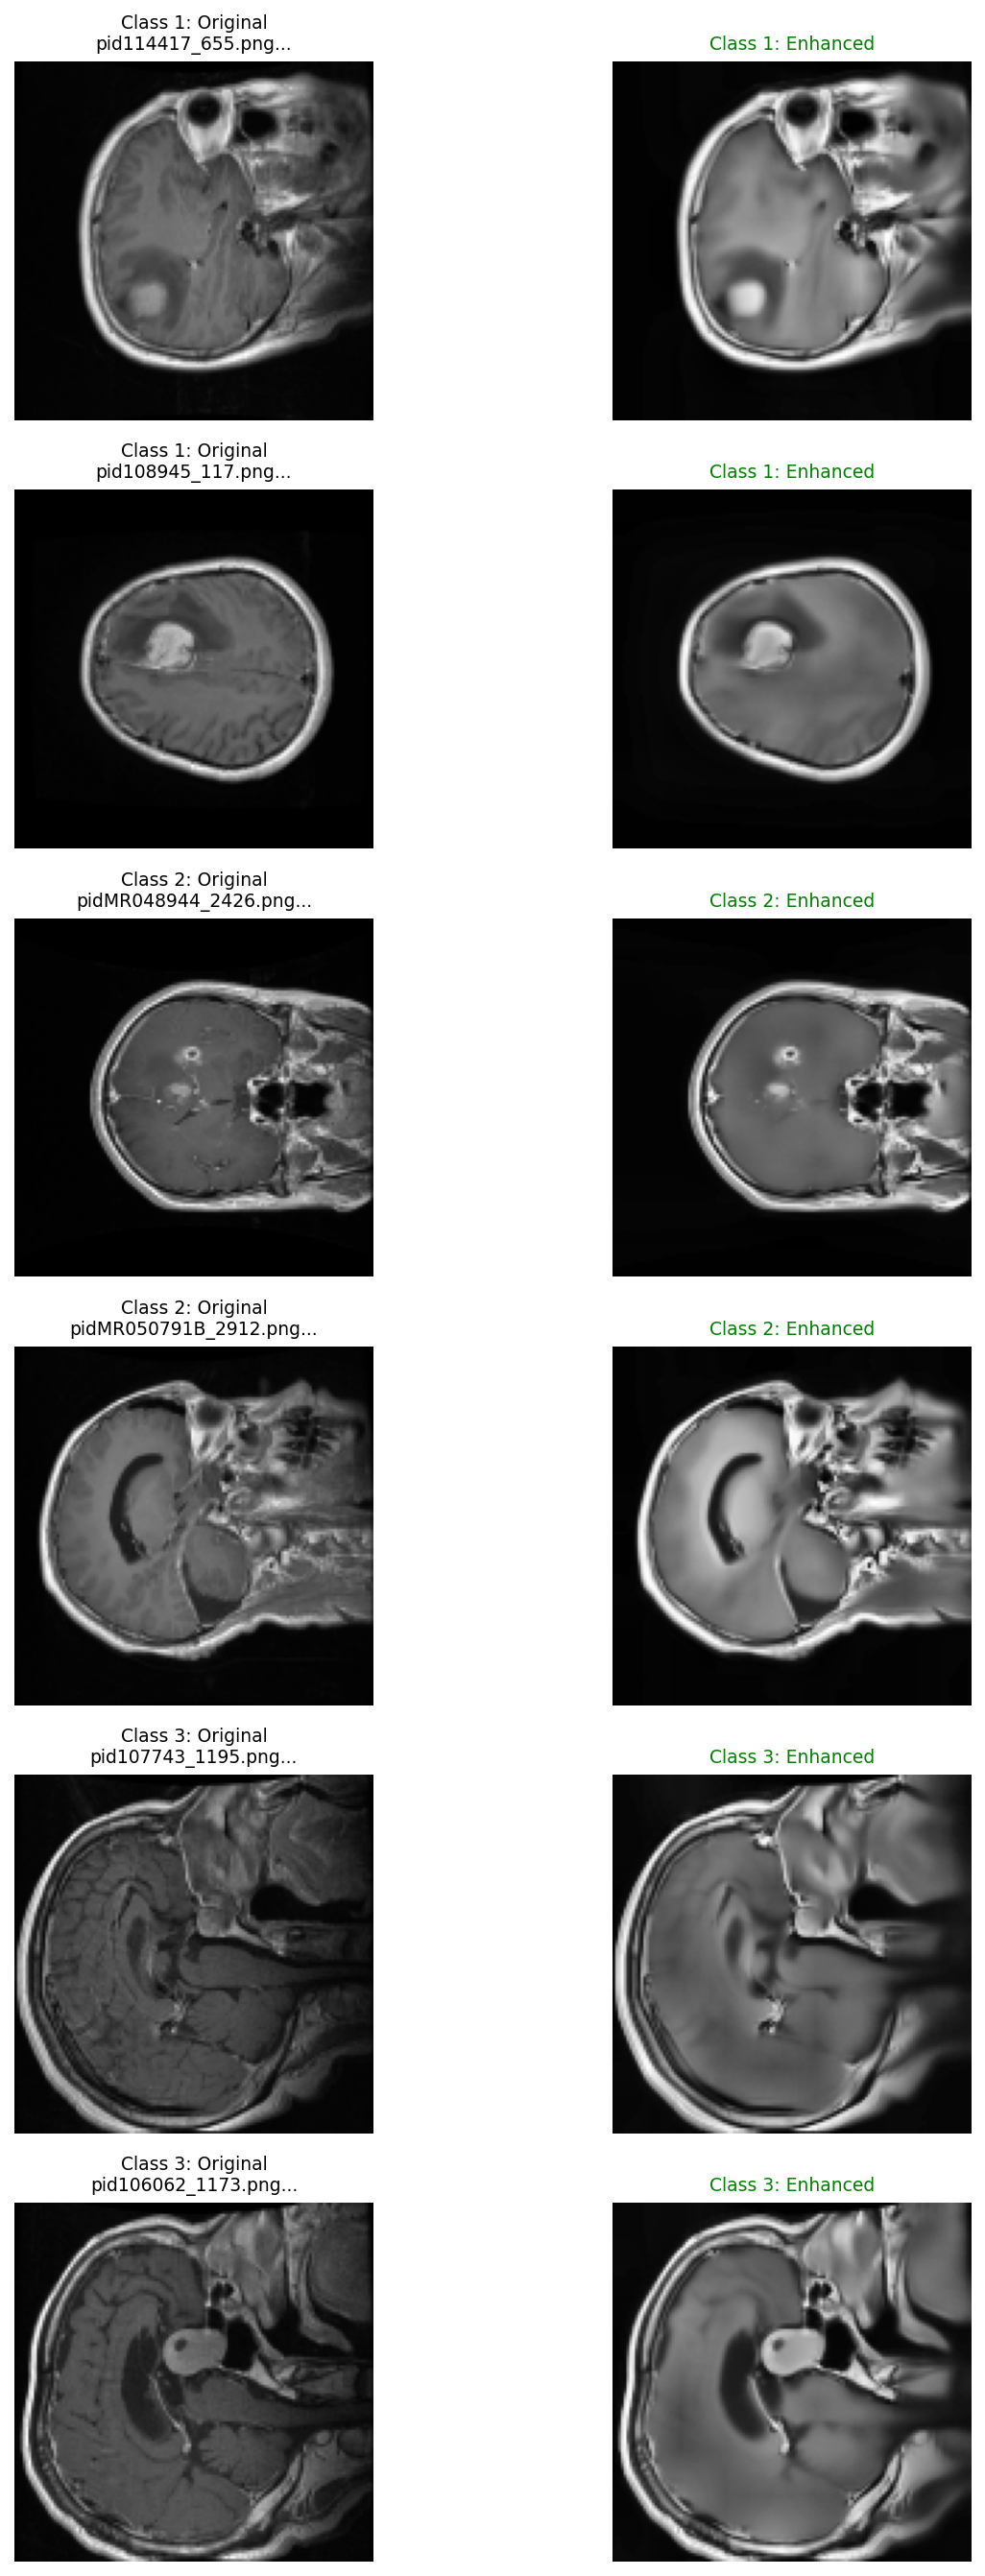 Class 1: Original
pid114417_655.png...
Class 1: Enhanced
Class 1: Original
pid108945_117.png...
Class 1: Enhanced
Class 2: Original
pidMR048944_2426.png...
Class 2: Enhanced
Class 2: Original
pidMR050791B_2912.png...
Class 2: Enhanced
Class 3: Original
pid107743_1195.png...
Class 3: Enhanced
Class 3: Original
pid106062_1173.png...
Class 3: Enhanced